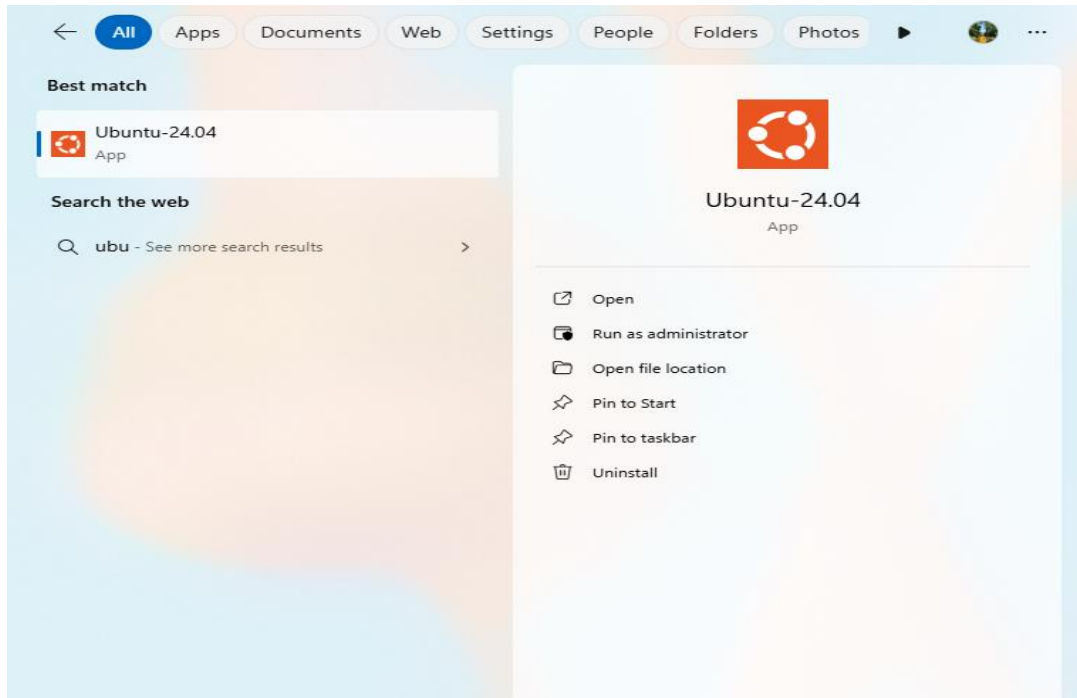 All Apps Documents Web Settings People Folders Photos
Best match
Ubuntu-24.04
App
Search the web
ubu - See more search results
Ubuntu-24.04
App
Open
Run as administrator
Open file location
Pin to Start
Pin to taskbar
Uninstall